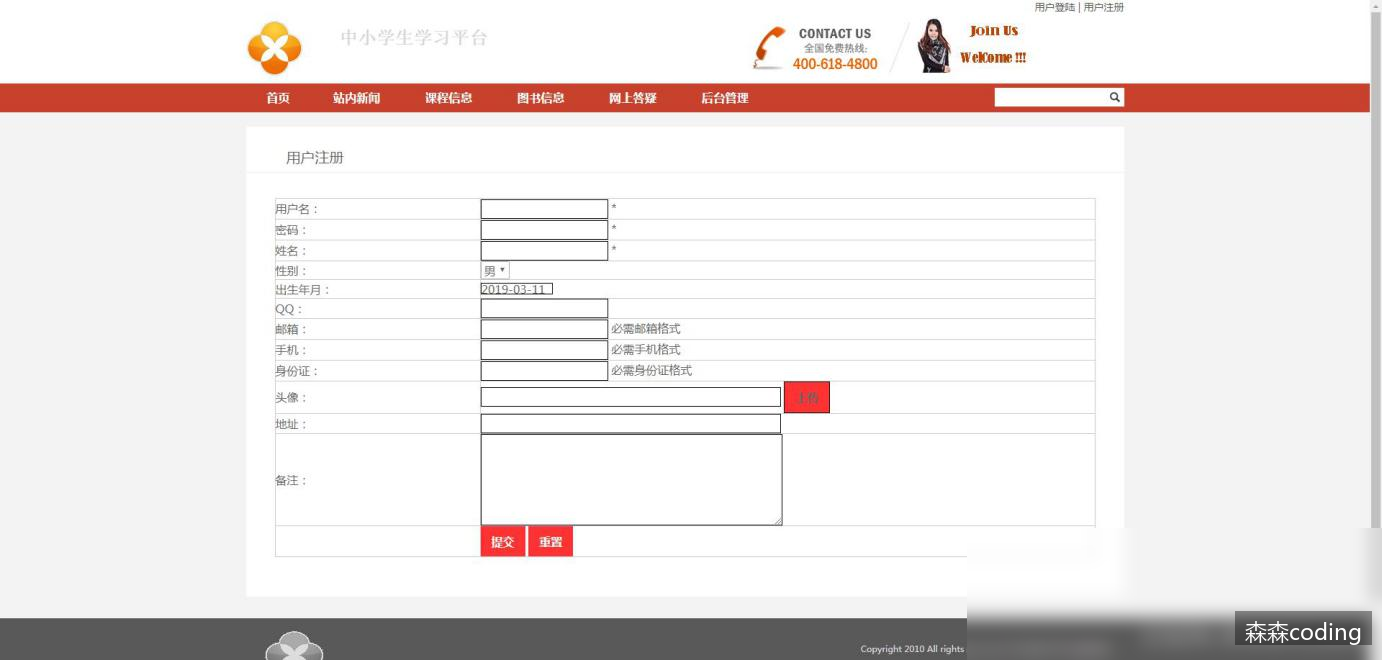 用户登陆 | 用户注册
中小学生学习平台
CONTACT US
全国免费热线:
400-618-4800
Join Us
Welcome !!!
首页 站内新闻 课程信息 图书信息 网上答疑 后台管理
用户注册
用户名： *
密码： *
姓名： *
性别： 男
出生年月： 2019-03-11
QQ：
邮箱： 必需邮箱格式
手机： 必需手机格式
身份证： 必需身份证格式
头像： 上传
地址：
备注：
提交 重置
Copyright 2010 All rights
森森coding